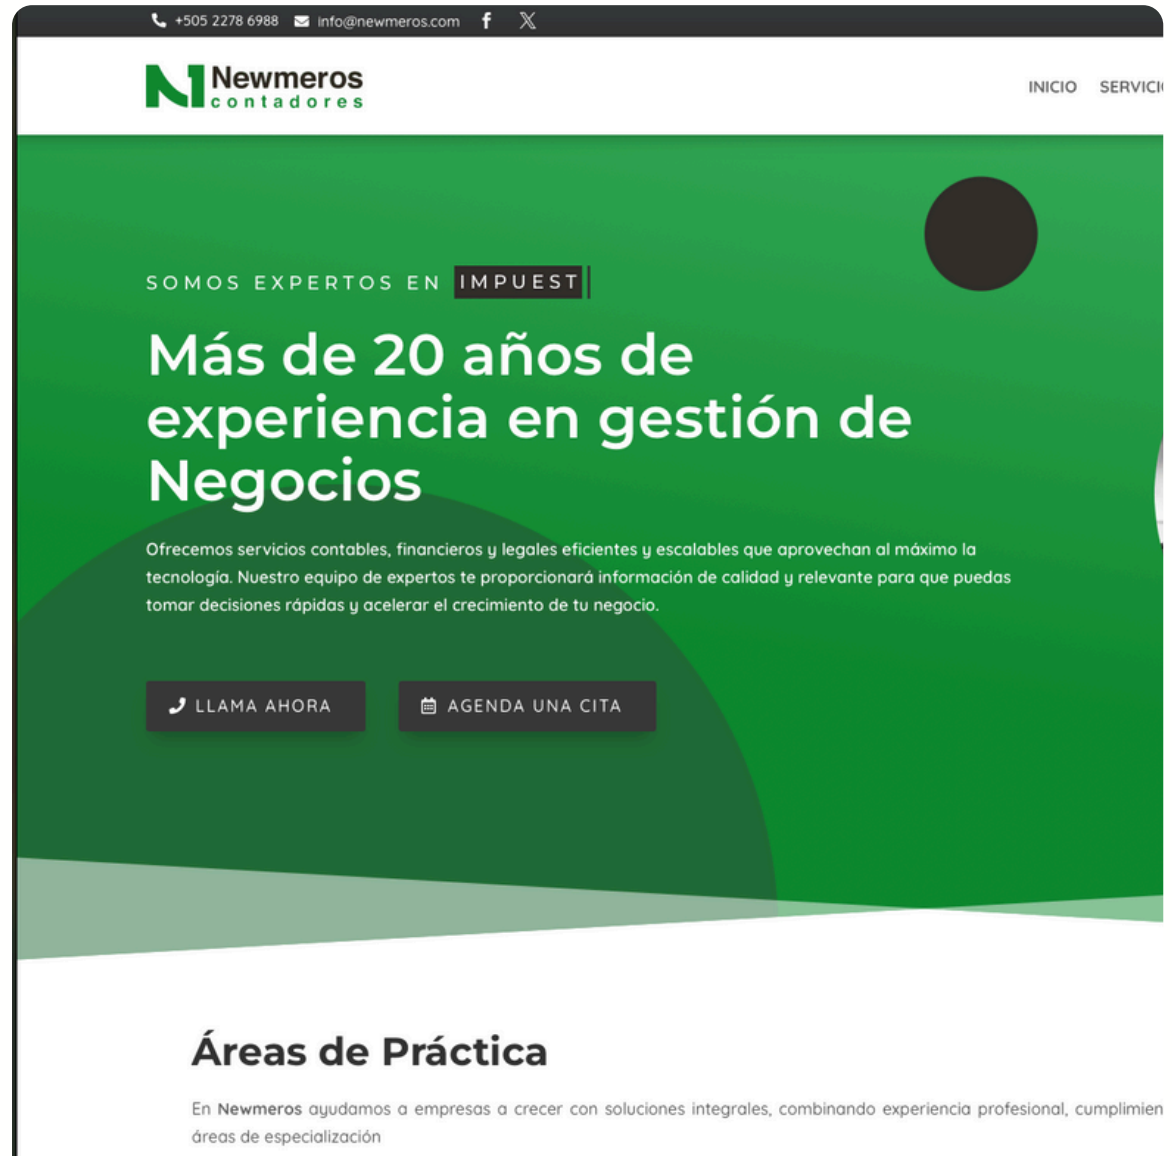 +505 2278 6988 info@newmeros.com
Newmeros
contadores
INICIO SERVICI
SOMOS EXPERTOS EN IMPUEST
Más de 20 años de
experiencia en gestión de
Negocios
Ofrecemos servicios contables, financieros y legales eficientes y escalables que aprovechan al máximo la
tecnología. Nuestro equipo de expertos te proporcionará información de calidad y relevante para que puedas
tomar decisiones rápidas y acelerar el crecimiento de tu negocio.
LLAMA AHORA AGENDA UNA CITA
Áreas de Práctica
En Newmeros ayudamos a empresas a crecer con soluciones integrales, combinando experiencia profesional, cumplimien
áreas de especialización